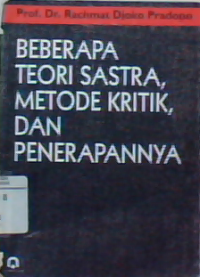 Prof. Dr. Rachmat Djoko Pradopo
BEBERAPA
TEORI SASTRA,
METODE KRITIK,
DAN
PENERAPANNYA